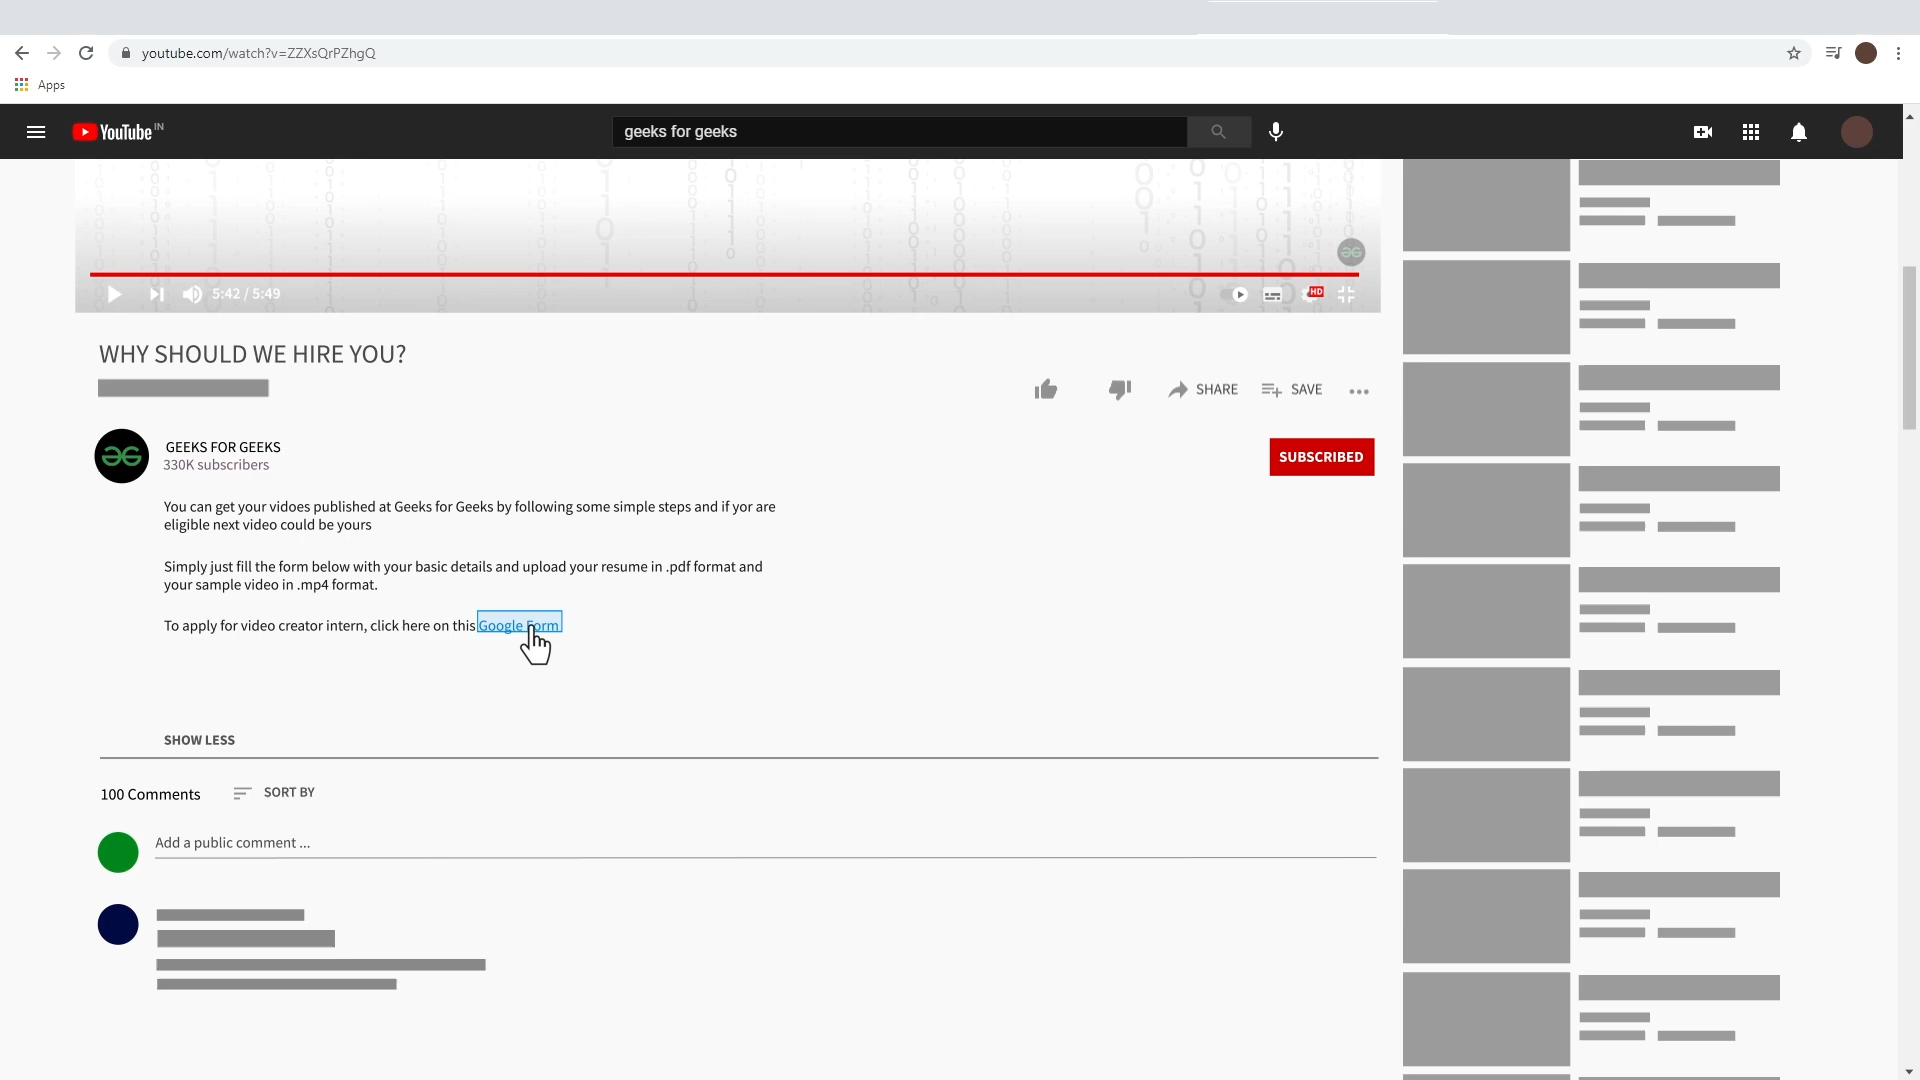 youtube.com/watch?v=ZZXsQrPZhgQ
Apps
YouTube IN
geeks for geeks
5:42 / 5:49
HD
WHY SHOULD WE HIRE YOU?
SHARE
SAVE
GEEKS FOR GEEKS
330K subscribers
SUBSCRIBED
You can get your vidoes published at Geeks for Geeks by following some simple steps and if yor are
eligible next video could be yours
Simply just fill the form below with your basic details and upload your resume in .pdf format and
your sample video in .mp4 format.
To apply for video creator intern, click here on this Google Form
SHOW LESS
100 Comments
SORT BY
Add a public comment ...